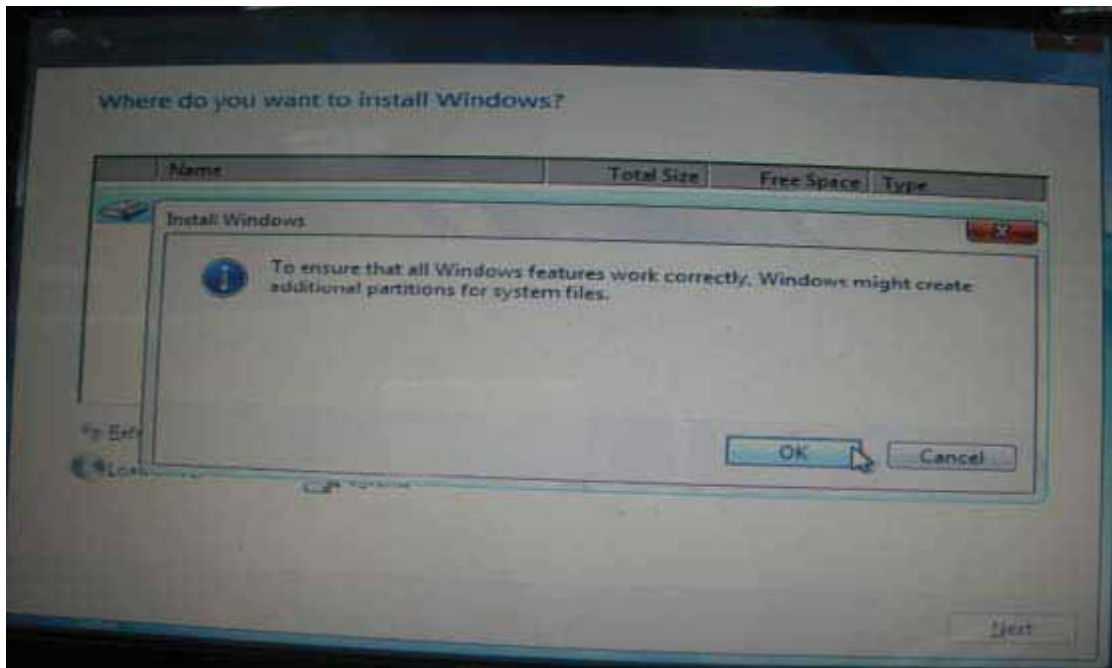 Where do you want to install Windows?
Name Total Size Free Space Type
Install Windows
To ensure that all Windows features work correctly, Windows might create
additional partitions for system files.
OK Cancel
Next